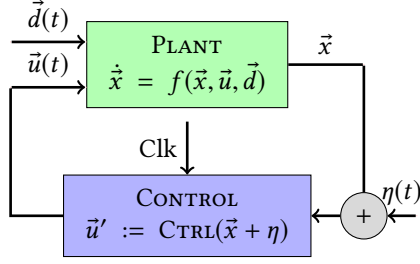 d⃗(t)
u⃗(t)
PLANT
ẋ⃗ = f(x⃗, u⃗, d⃗)
x⃗
Clk
CONTROL
u⃗′ := CTRL(x⃗ + η)
+
η(t)